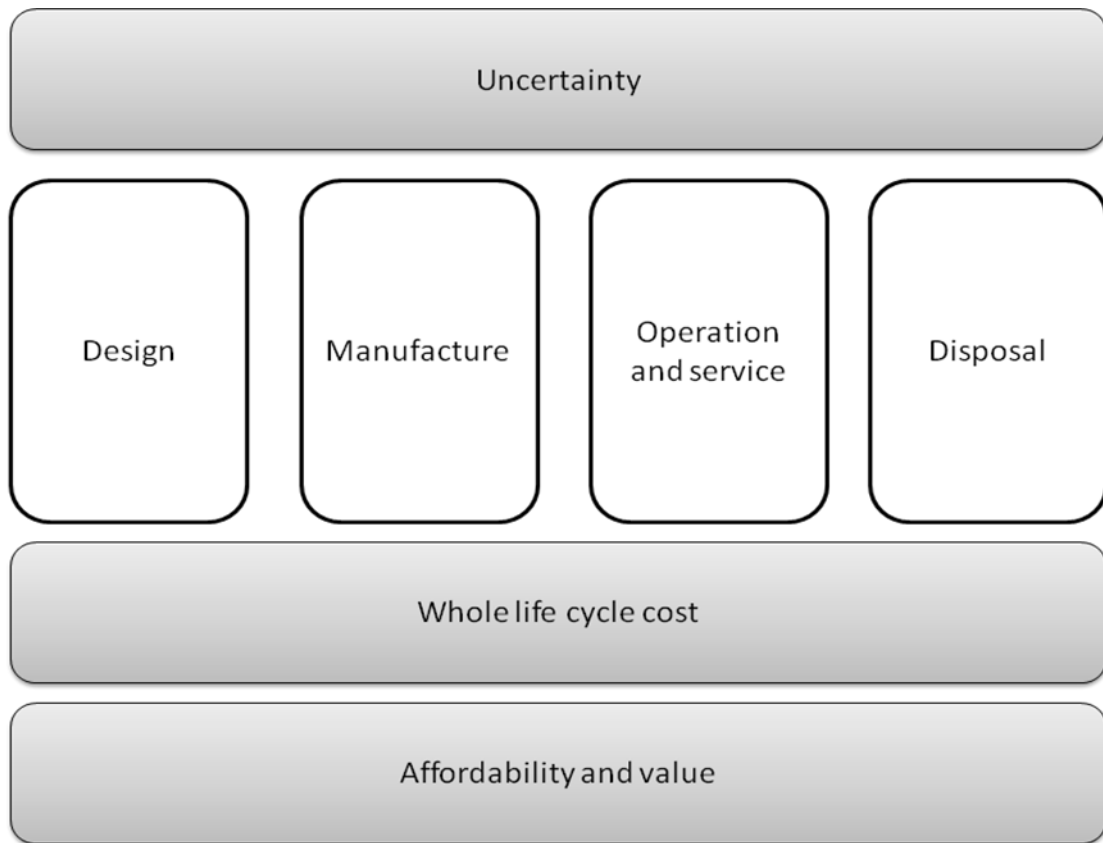 Uncertainty
Design
Manufacture
Operation
and service
Disposal
Whole life cycle cost
Affordability and value